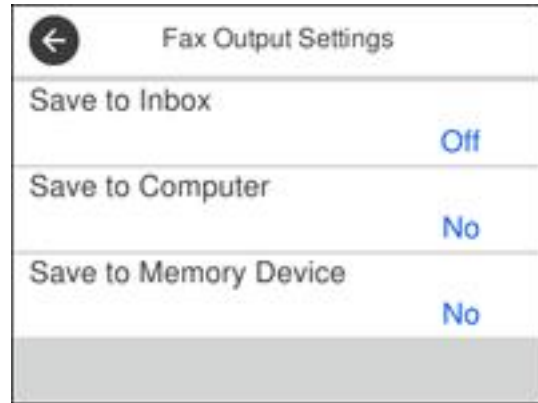 Fax Output Settings
Save to Inbox
Off
Save to Computer
No
Save to Memory Device
No